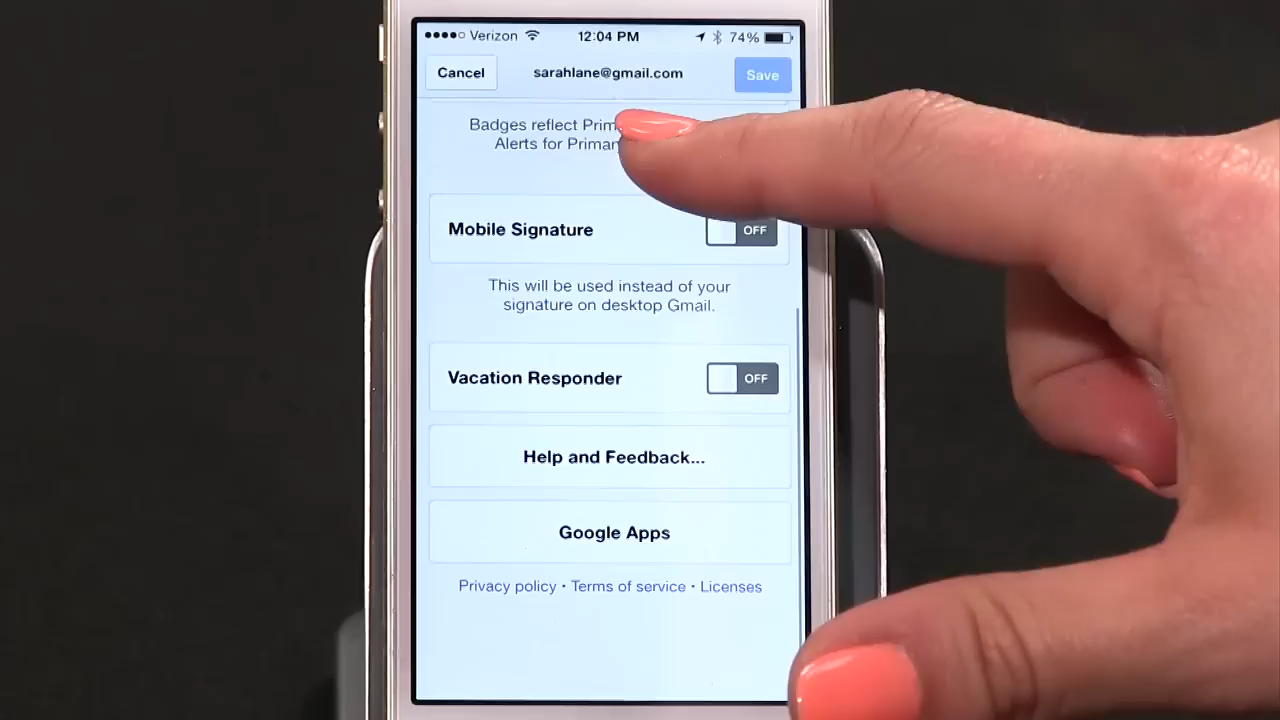 Verizon 12:04 PM 74%
Cancel sarahlane@gmail.com Save
Badges reflect
Alerts for
Mobile Signature OFF
This will be used instead of your
signature on desktop Gmail.
Vacation Responder OFF
Help and Feedback...
Google Apps
Privacy policy • Terms of service • Licenses